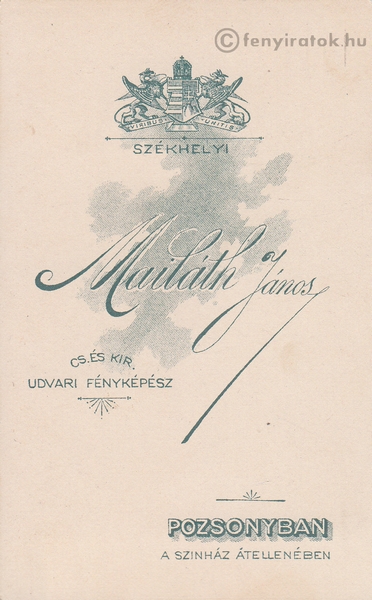 ©fenyiratok.hu
VIRIBUS UNITIS
SZÉKHELYI
Mailáth János
CS. ÉS KIR.
UDVARI FÉNYKÉPÉSZ
POZSONYBAN
A SZINHÁZ ÁTELLENÉBEN